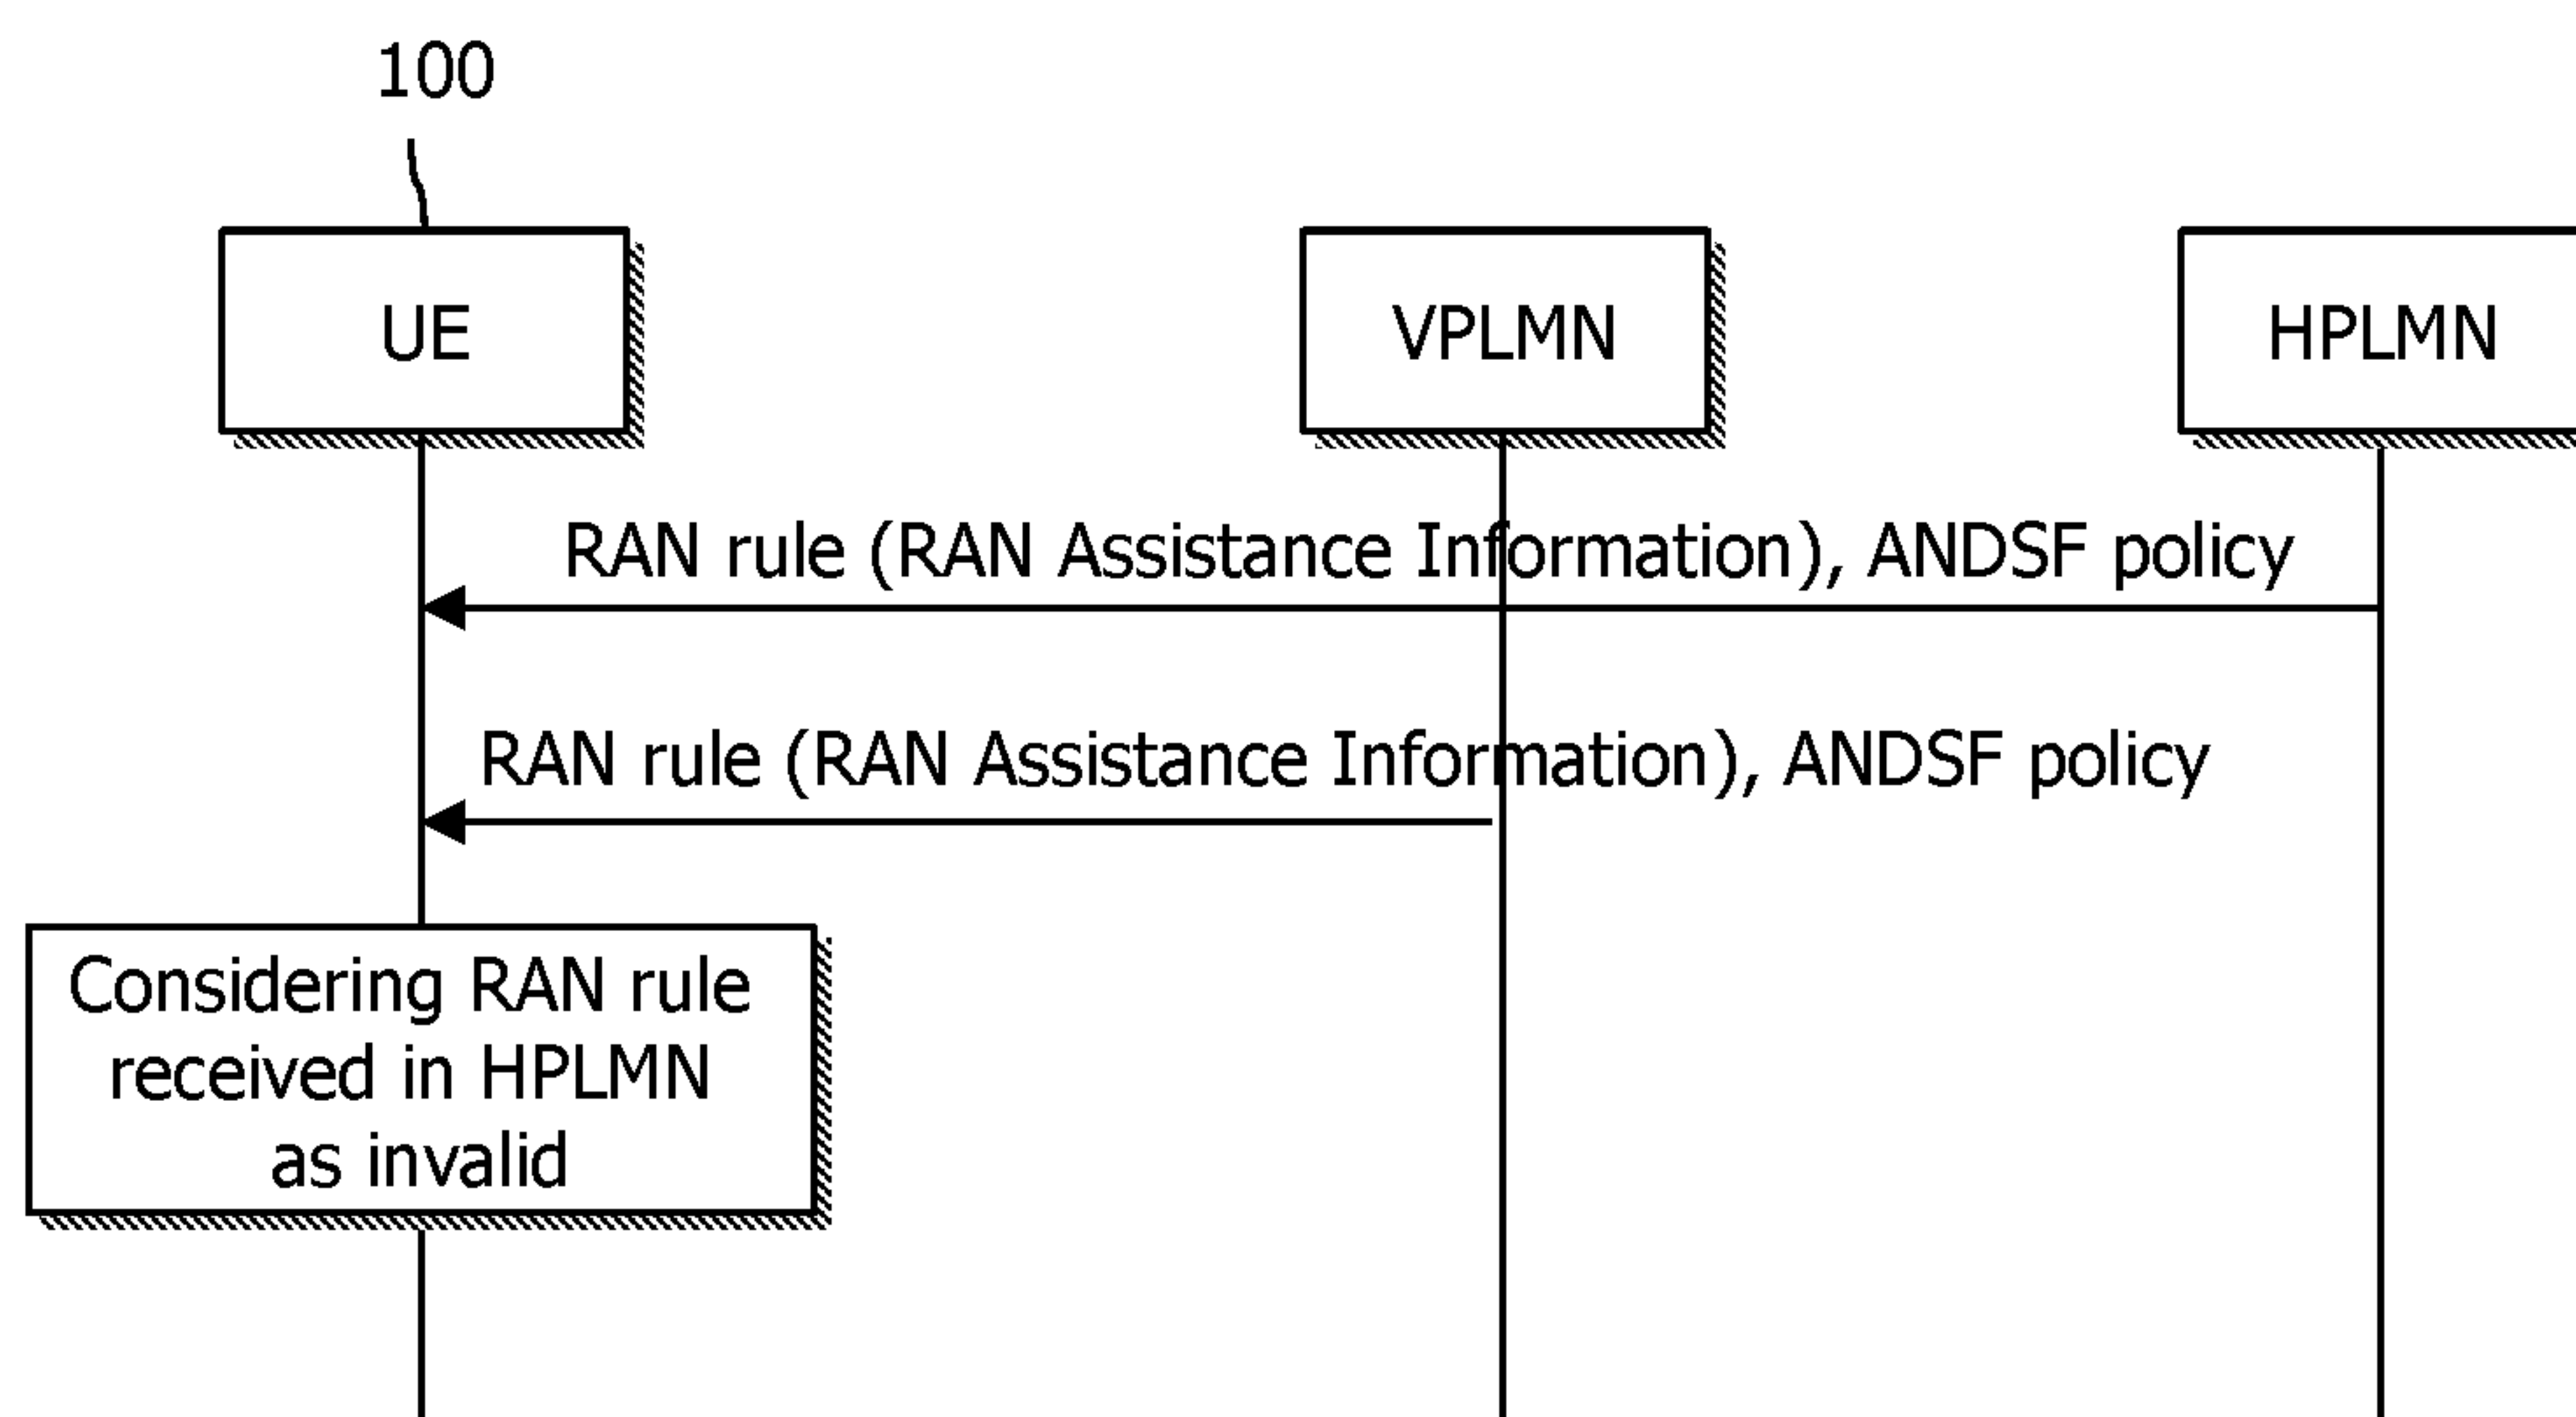 100
UE
VPLMN
HPLMN
RAN rule (RAN Assistance Information), ANDSF policy
RAN rule (RAN Assistance Information), ANDSF policy
Considering RAN rule
received in HPLMN
as invalid